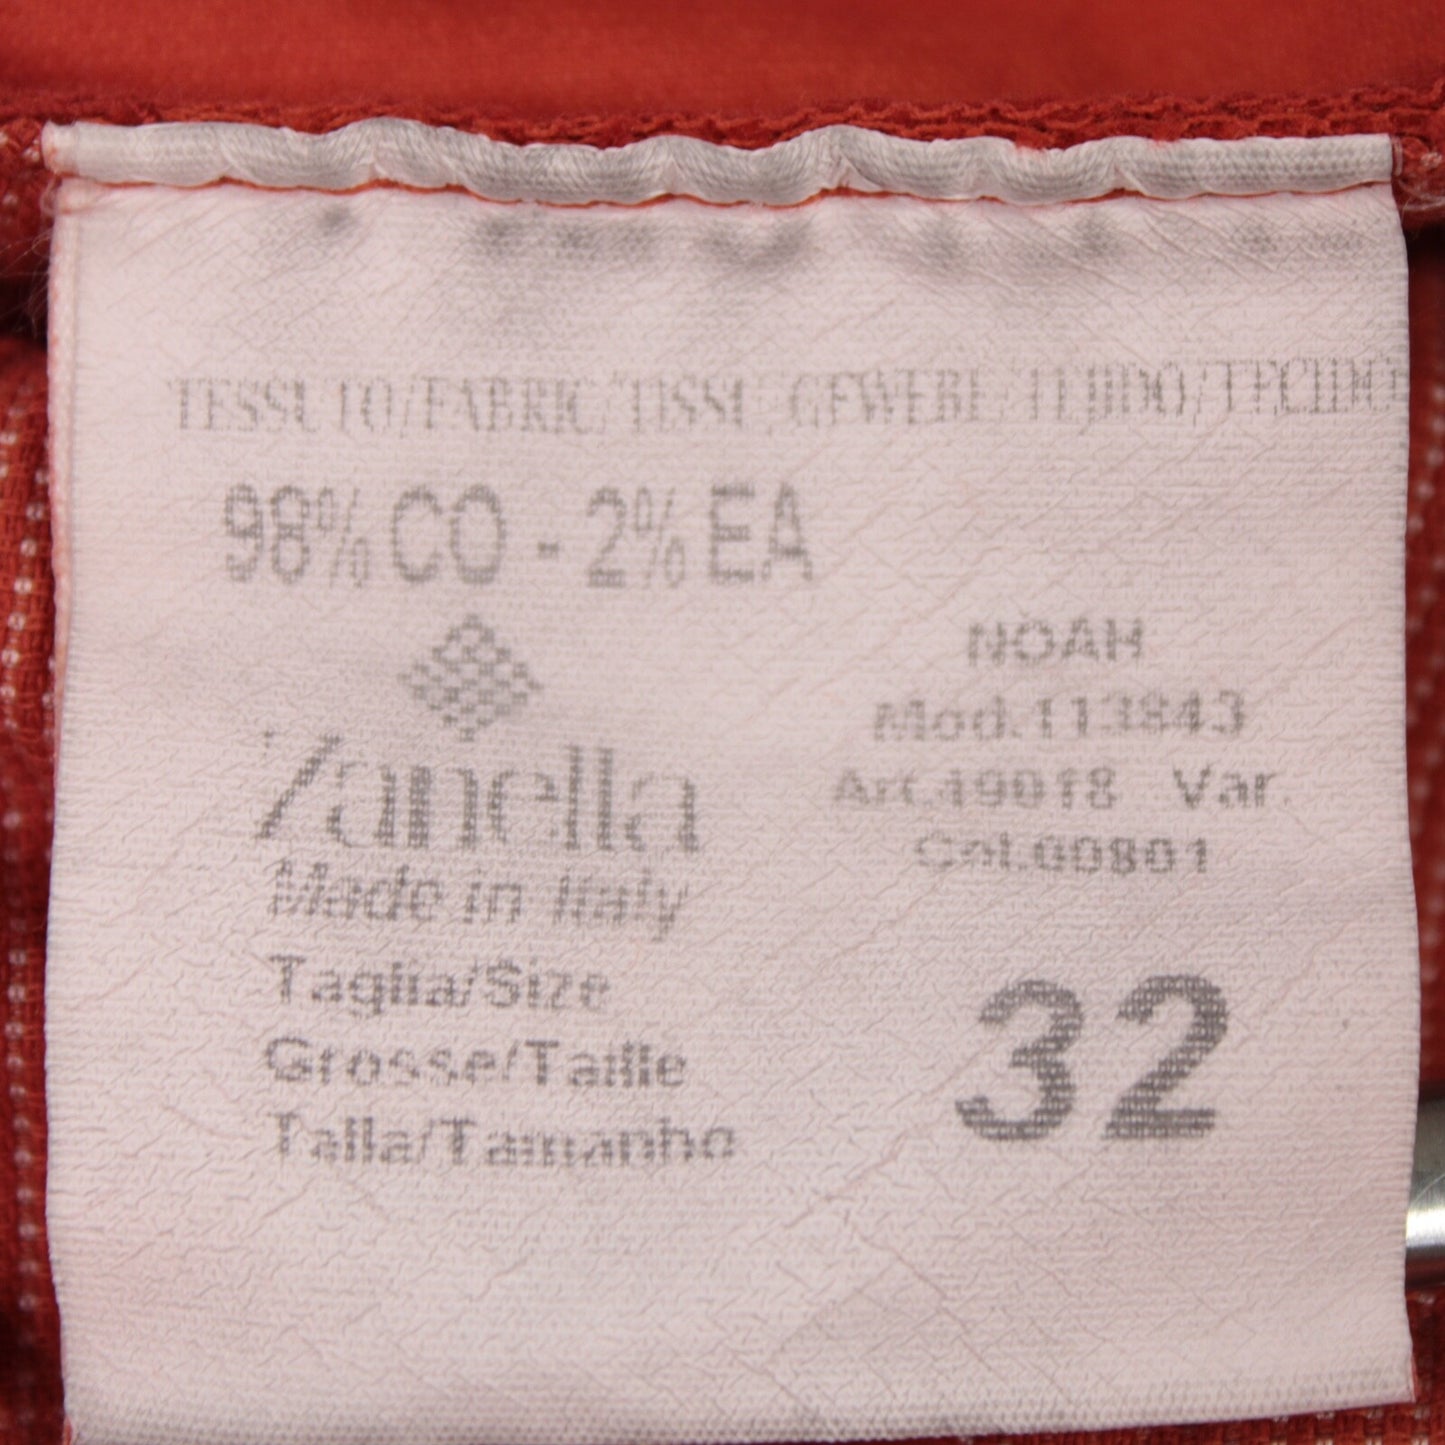 TESSUTO/FABRIC/TISSU/GEWEBE/TEJIDO/TECIDO
98% CO - 2% EA
Zanella
Made in Italy
NOAH
Mod.113843
Art.49018 Var.
Col.00801
Taglia/Size
Grosse/Taille
Talla/Tamanho
32